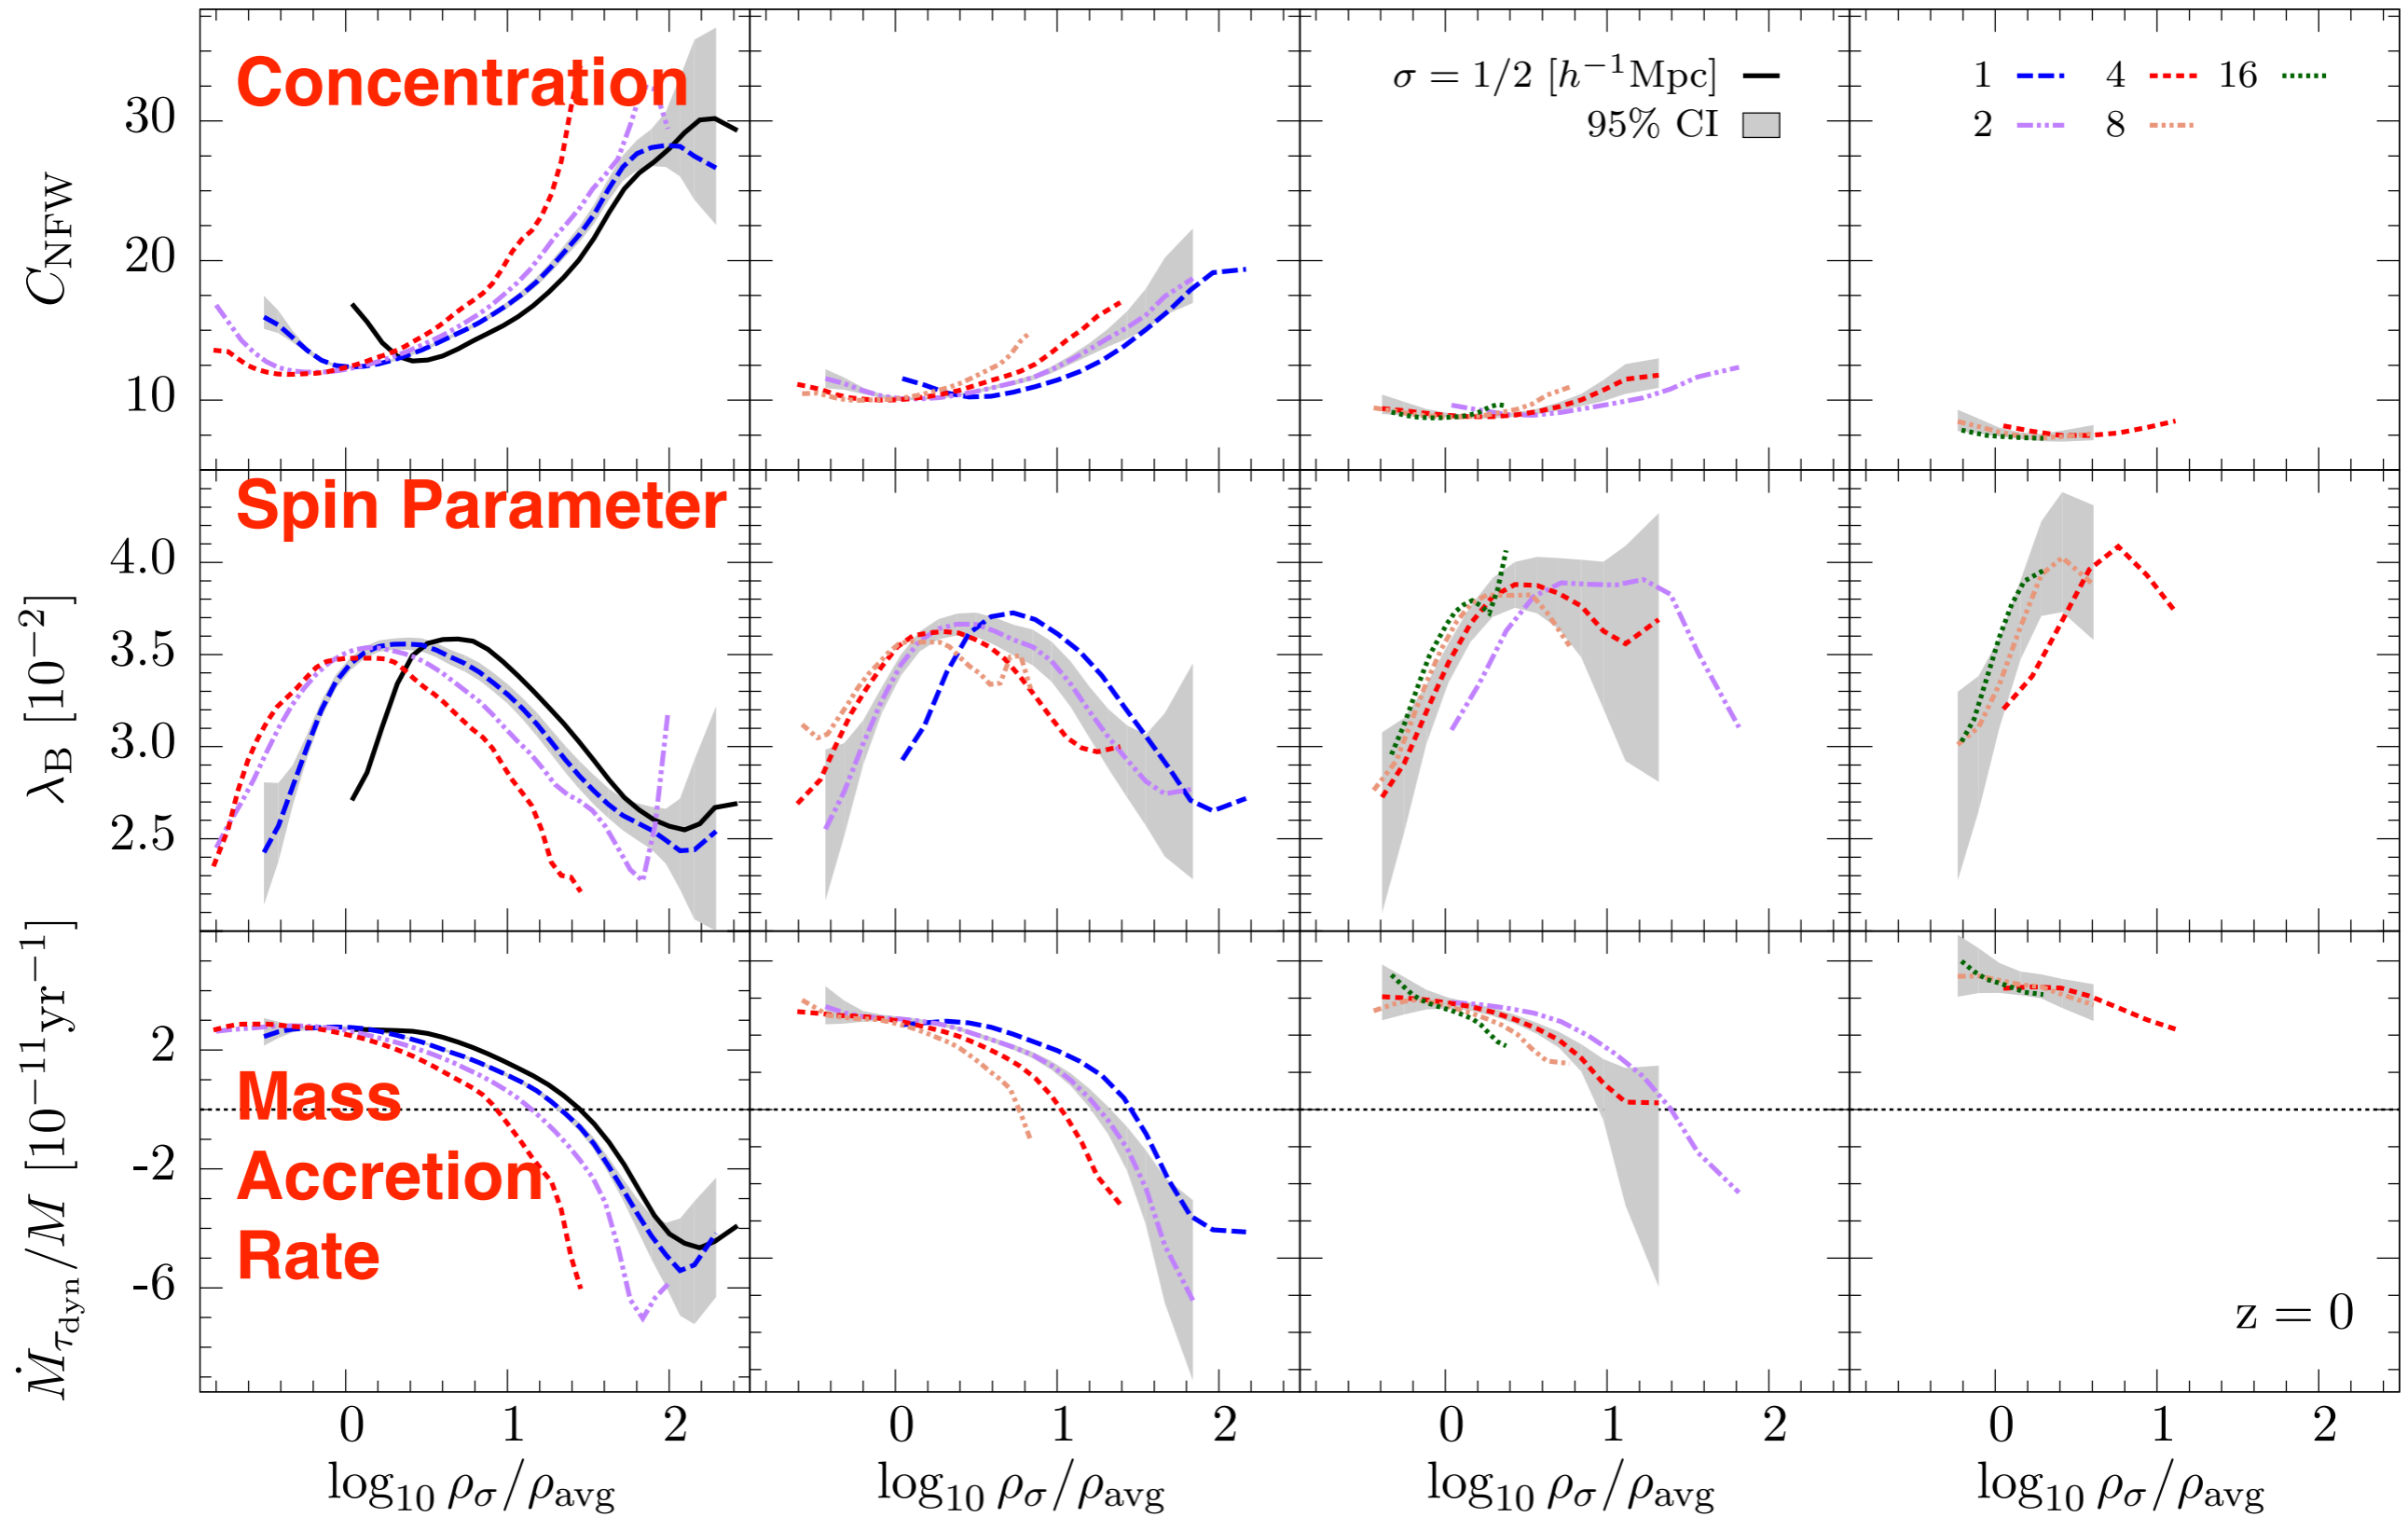 Concentration
σ = 1/2 [h⁻¹Mpc]
95% CI
1 4 16
2 8
C_NFW
30
20
10
Spin Parameter
λ_B [10⁻²]
4.0
3.5
3.0
2.5
Mass
Accretion
Rate
Ṁ_τdyn/M [10⁻¹¹yr⁻¹]
2
-2
-6
z = 0
0 1 2 0 1 2 0 1 2 0 1 2
log₁₀ ρ_σ/ρ_avg log₁₀ ρ_σ/ρ_avg log₁₀ ρ_σ/ρ_avg log₁₀ ρ_σ/ρ_avg